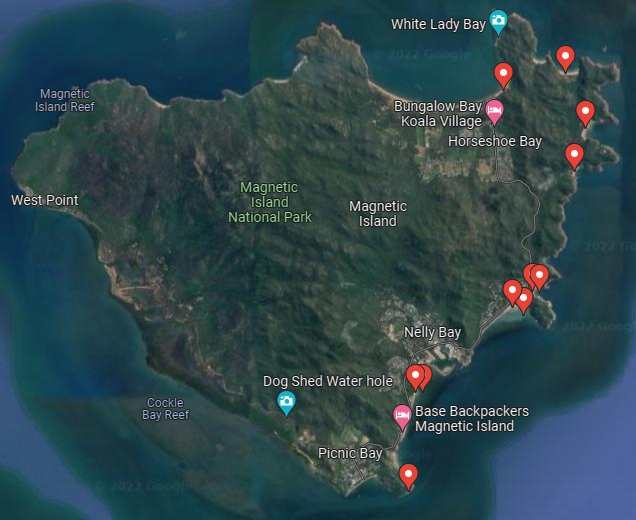 White Lady Bay
© 2022 Google
Magnetic
Island Reef
Bungalow Bay
Koala Village
Horseshoe Bay
West Point
Magnetic
Island
National Park
Magnetic
Island
© 2022
Nelly Bay
© 2022 Goo
Dog Shed Water hole
Cockle
Bay Reef
Base Backpackers
Magnetic Island
Picnic Bay
© 2022 Google